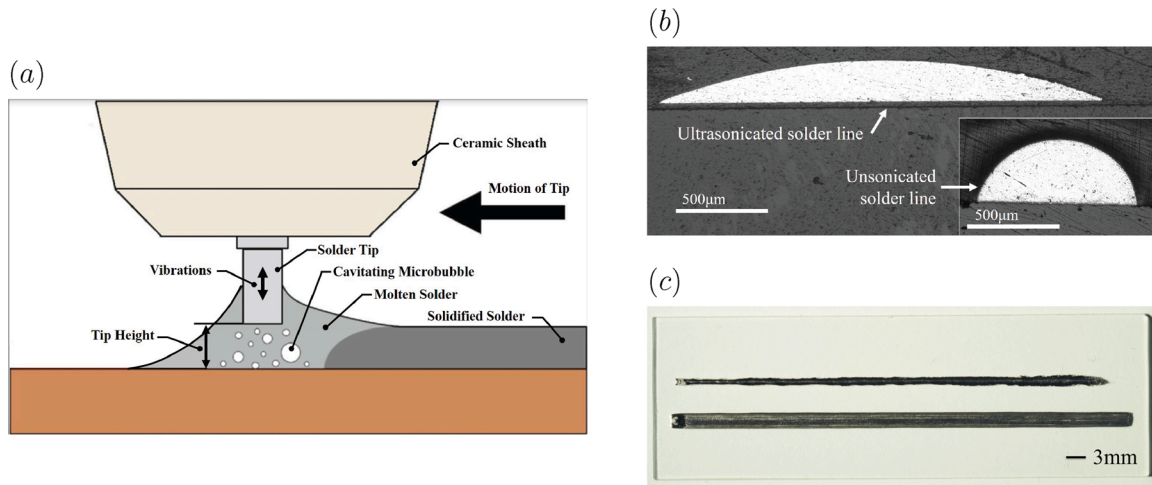 (a)
Ceramic Sheath
Motion of Tip
Solder Tip
Vibrations
Cavitating Microbubble
Molten Solder
Solidified Solder
Tip Height
(b)
Ultrasonicated solder line
500μm
Unsonicated
solder line
500μm
(c)
3mm